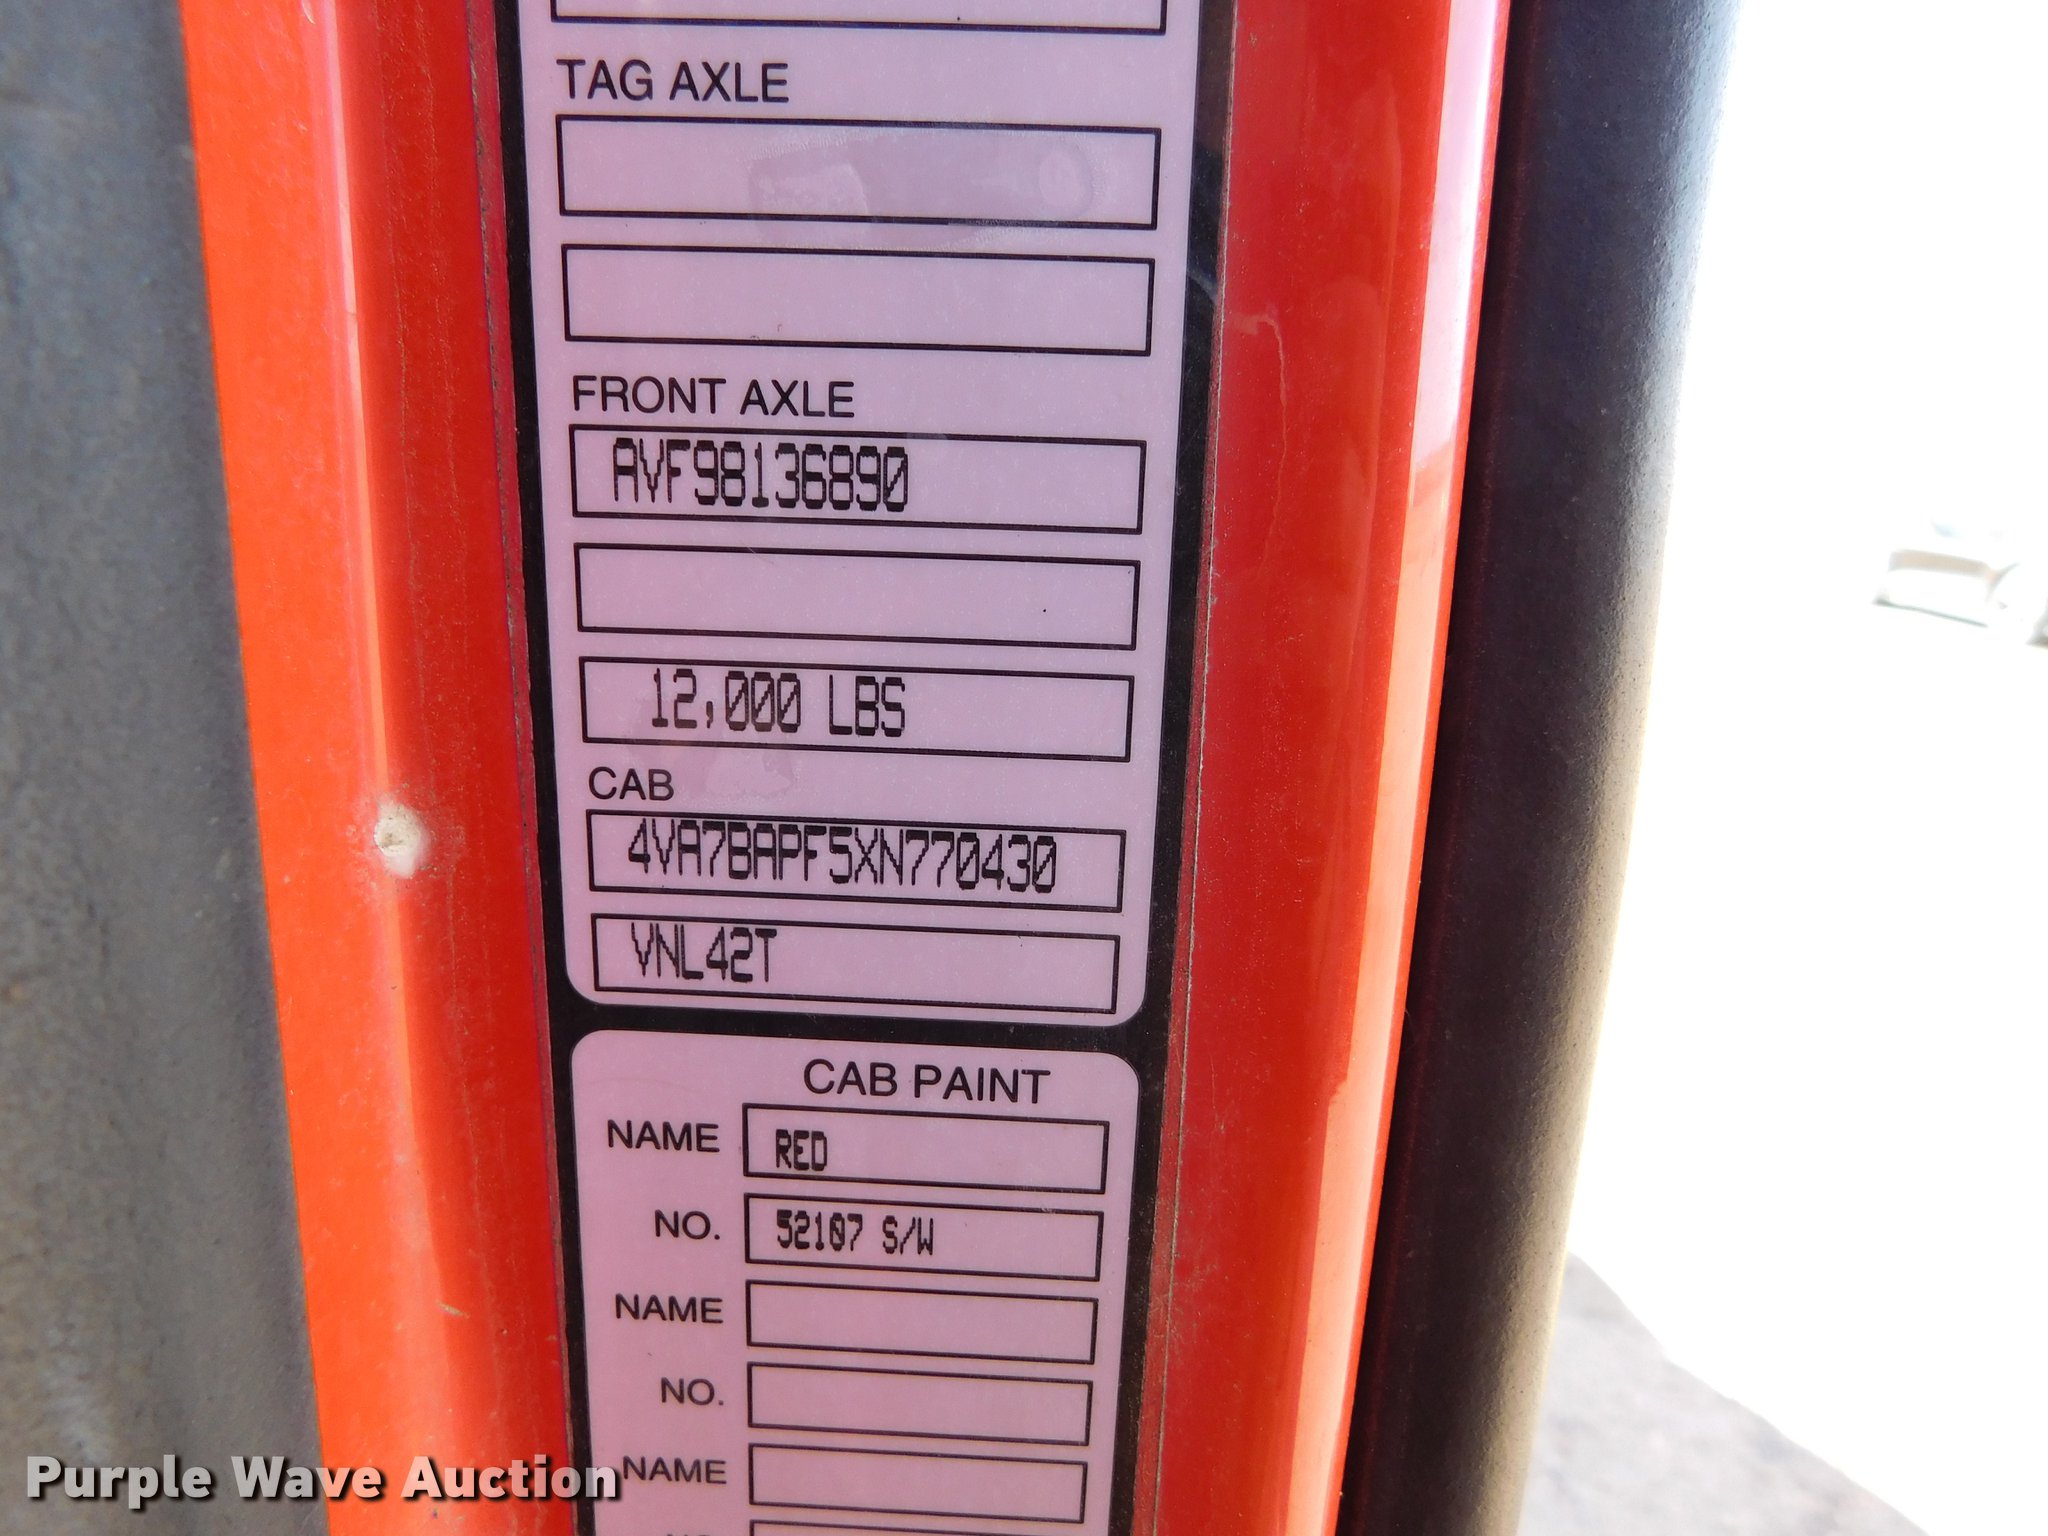 TAG AXLE
FRONT AXLE
AVF98136890
12,000 LBS
CAB
4VA7BAPF5XN770430
VNL42T
CAB PAINT
NAME RED
NO. 52107 S/W
NAME
NO.
NAME
Purple Wave Auction